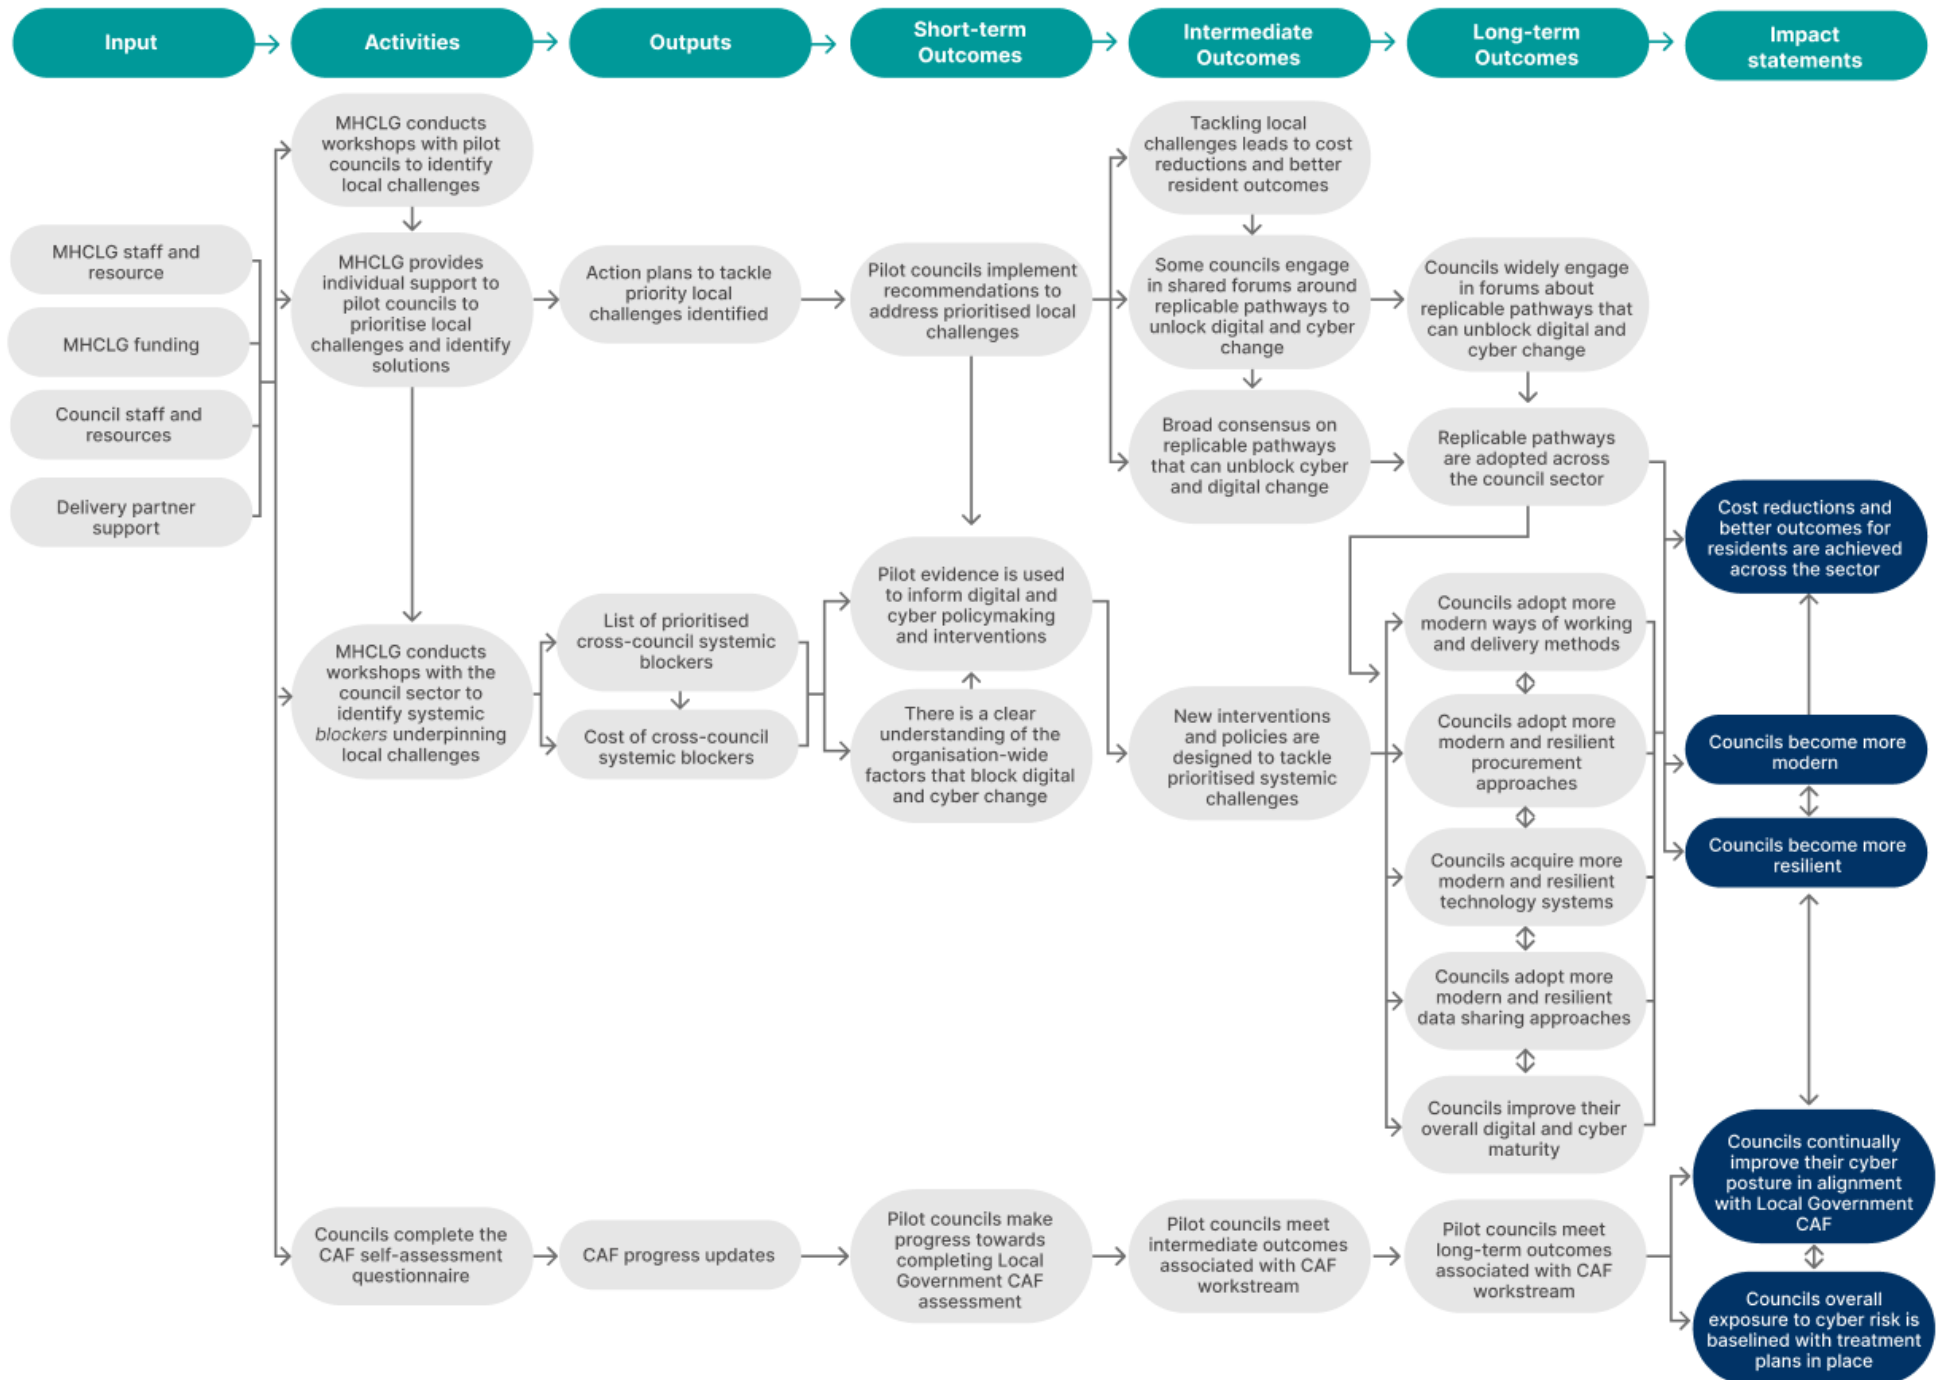 Input
Activities
Outputs
Short-term
Outcomes
Intermediate
Outcomes
Long-term
Outcomes
Impact
statements
MHCLG staff and
resource
MHCLG funding
Council staff and
resources
Delivery partner
support
MHCLG conducts
workshops with pilot
councils to identify
local challenges
MHCLG provides
individual support to
pilot councils to
prioritise local
challenges and identify
solutions
MHCLG conducts
workshops with the
council sector to
identify systemic
blockers underpinning
local challenges
Councils complete the
CAF self-assessment
questionnaire
Action plans to tackle
priority local
challenges identified
List of prioritised
cross-council systemic
blockers
Cost of cross-council
systemic blockers
CAF progress updates
Pilot councils implement
recommendations to
address prioritised local
challenges
Pilot evidence is used
to inform digital and
cyber policymaking
and interventions
There is a clear
understanding of the
organisation-wide
factors that block digital
and cyber change
Pilot councils make
progress towards
completing Local
Government CAF
assessment
Tackling local
challenges leads to cost
reductions and better
resident outcomes
Some councils engage
in shared forums around
replicable pathways to
unlock digital and cyber
change
Broad consensus on
replicable pathways
that can unblock cyber
and digital change
New interventions
and policies are
designed to tackle
prioritised systemic
challenges
Pilot councils meet
intermediate outcomes
associated with CAF
workstream
Councils widely engage
in forums about
replicable pathways that
can unblock digital and
cyber change
Replicable pathways
are adopted across
the council sector
Councils adopt more
modern ways of working
and delivery methods
Councils adopt more
modern and resilient
procurement
approaches
Councils acquire more
modern and resilient
technology systems
Councils adopt more
modern and resilient
data sharing approaches
Councils improve their
overall digital and cyber
maturity
Pilot councils meet
long-term outcomes
associated with CAF
workstream
Cost reductions and
better outcomes for
residents are achieved
across the sector
Councils become more
modern
Councils become more
resilient
Councils continually
improve their cyber
posture in alignment
with Local Government
CAF
Councils overall
exposure to cyber risk is
baselined with treatment
plans in place